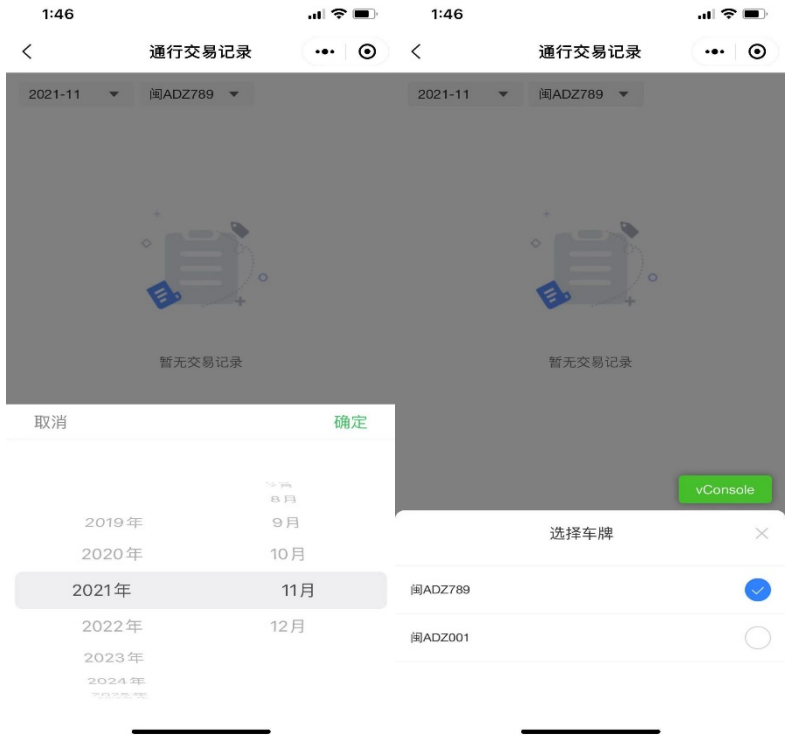 1:46
通行交易记录
2021-11
闽ADZ789
暂无交易记录
取消
确定
8月
2019年
9月
2020年
10月
2021年
11月
2022年
12月
2023年
2024年
1:46
通行交易记录
2021-11
闽ADZ789
暂无交易记录
vConsole
选择车牌
闽ADZ789
闽ADZ001